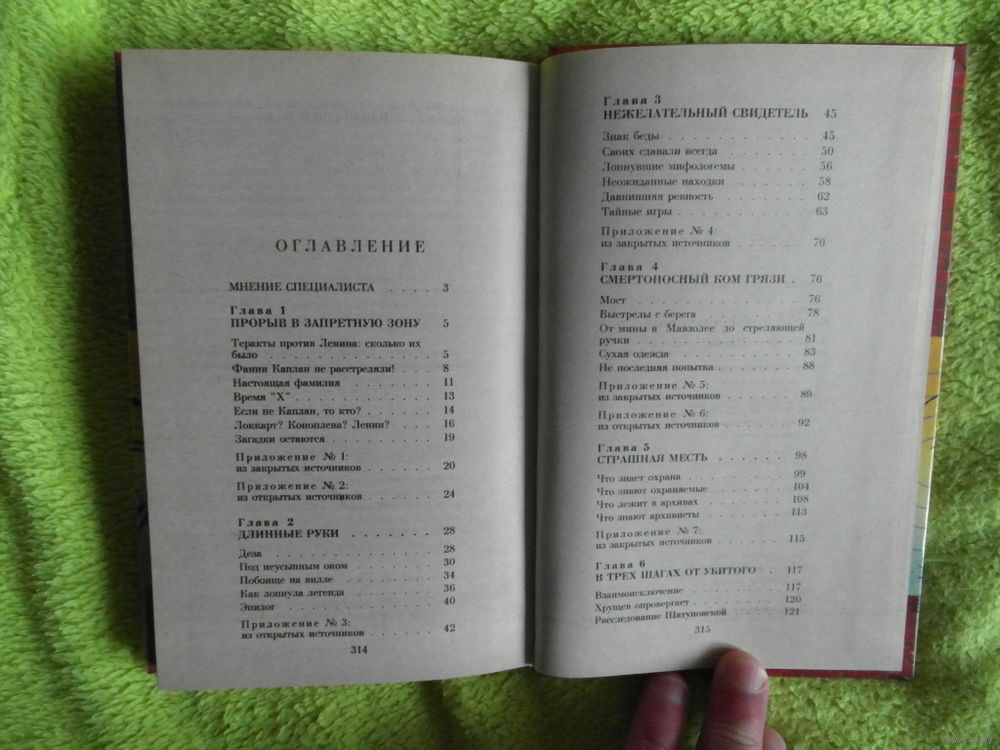 ОГЛАВЛЕНИЕ
МНЕНИЕ СПЕЦИАЛИСТА . . . . 3
Глава 1
ПРОРЫВ В ЗАПРЕТНУЮ ЗОНУ 5
Теракты против Ленина: сколько их
было . . . . . . . . . . . . . 5
Фанни Каплан не расстреляли! . . . 8
Настоящая фамилия . . . . . . . 11
Время "Х" . . . . . . . . . . . 13
Если не Каплан, то кто? . . . . . . 14
Локкарт? Коноплева? Ленин? . . . . 16
Загадки остаются . . . . . . . . 19
Приложение № 1:
из закрытых источников . . . . . . 20
Приложение № 2:
из открытых источников . . . . . . 24
Глава 2
ДЛИННЫЕ РУКИ . . . . . . . 28
Деза . . . . . . . . . . . . . 28
Под неусыпным оком . . . . . . . 30
Побоище на вилле . . . . . . . . 34
Как лопнула легенда . . . . . . . 36
Эпилог . . . . . . . . . . . . 40
Приложение № 3:
из открытых источников . . . . . . 42
314
Глава 3
НЕЖЕЛАТЕЛЬНЫЙ СВИДЕТЕЛЬ 45
Знак беды . . . . . . . . . . . 45
Своих сдавали всегда . . . . . . . 50
Лопнувшие мифологемы . . . . . . 56
Неожиданные находки . . . . . . . 58
Давнишняя ревность . . . . . . . 62
Тайные игры . . . . . . . . . . 63
Приложение № 4:
из закрытых источников . . . . . . 70
Глава 4
СМЕРТОНОСНЫЙ КОМ ГРЯЗИ . 76
Мост . . . . . . . . . . . . . 76
Выстрелы с берега . . . . . . . . 78
От мины в Мавзолее до стреляющей
ручки . . . . . . . . . . . . . 81
Сухая одежда . . . . . . . . . . 83
Не последняя попытка . . . . . . . 88
Приложение № 5:
из закрытых источников . . . . . . 89
Приложение № 6:
из открытых источников . . . . . . 92
Глава 5
СТРАШНАЯ МЕСТЬ . . . . . . 98
Что знает охрана . . . . . . . . . 99
Что знают охраняемые . . . . . . . 104
Что лежит в архивах . . . . . . . 108
Что знают архивисты . . . . . . . 113
Приложение № 7:
из закрытых источников . . . . . . 115
Глава 6
В ТРЕХ ШАГАХ ОТ УБИТОГО . 117
Взаимоисключение . . . . . . . . 117
Хрущев опровергает . . . . . . . 120
Расследование Шатуновской . . . . . 121
315